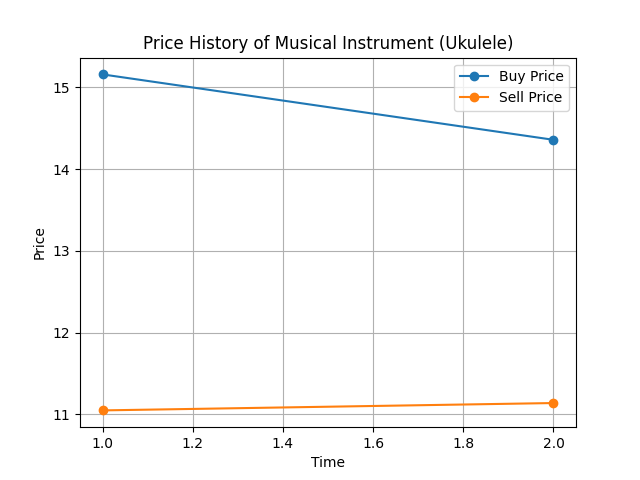 Price History of Musical Instrument (Ukulele)
Buy Price
Sell Price
Price
15
14
13
12
11
1.0 1.2 1.4 1.6 1.8 2.0
Time